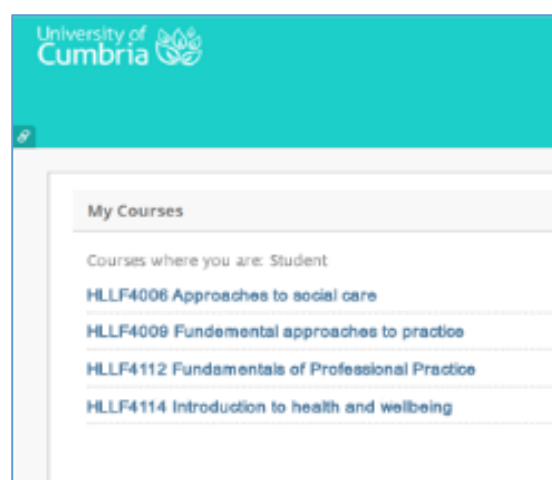 University of
Cumbria
My Courses
Courses where you are: Student
HLLF4006 Approaches to social care
HLLF4009 Fundemental approaches to practice
HLLF4112 Fundamentals of Professional Practice
HLLF4114 Introduction to health and wellbeing